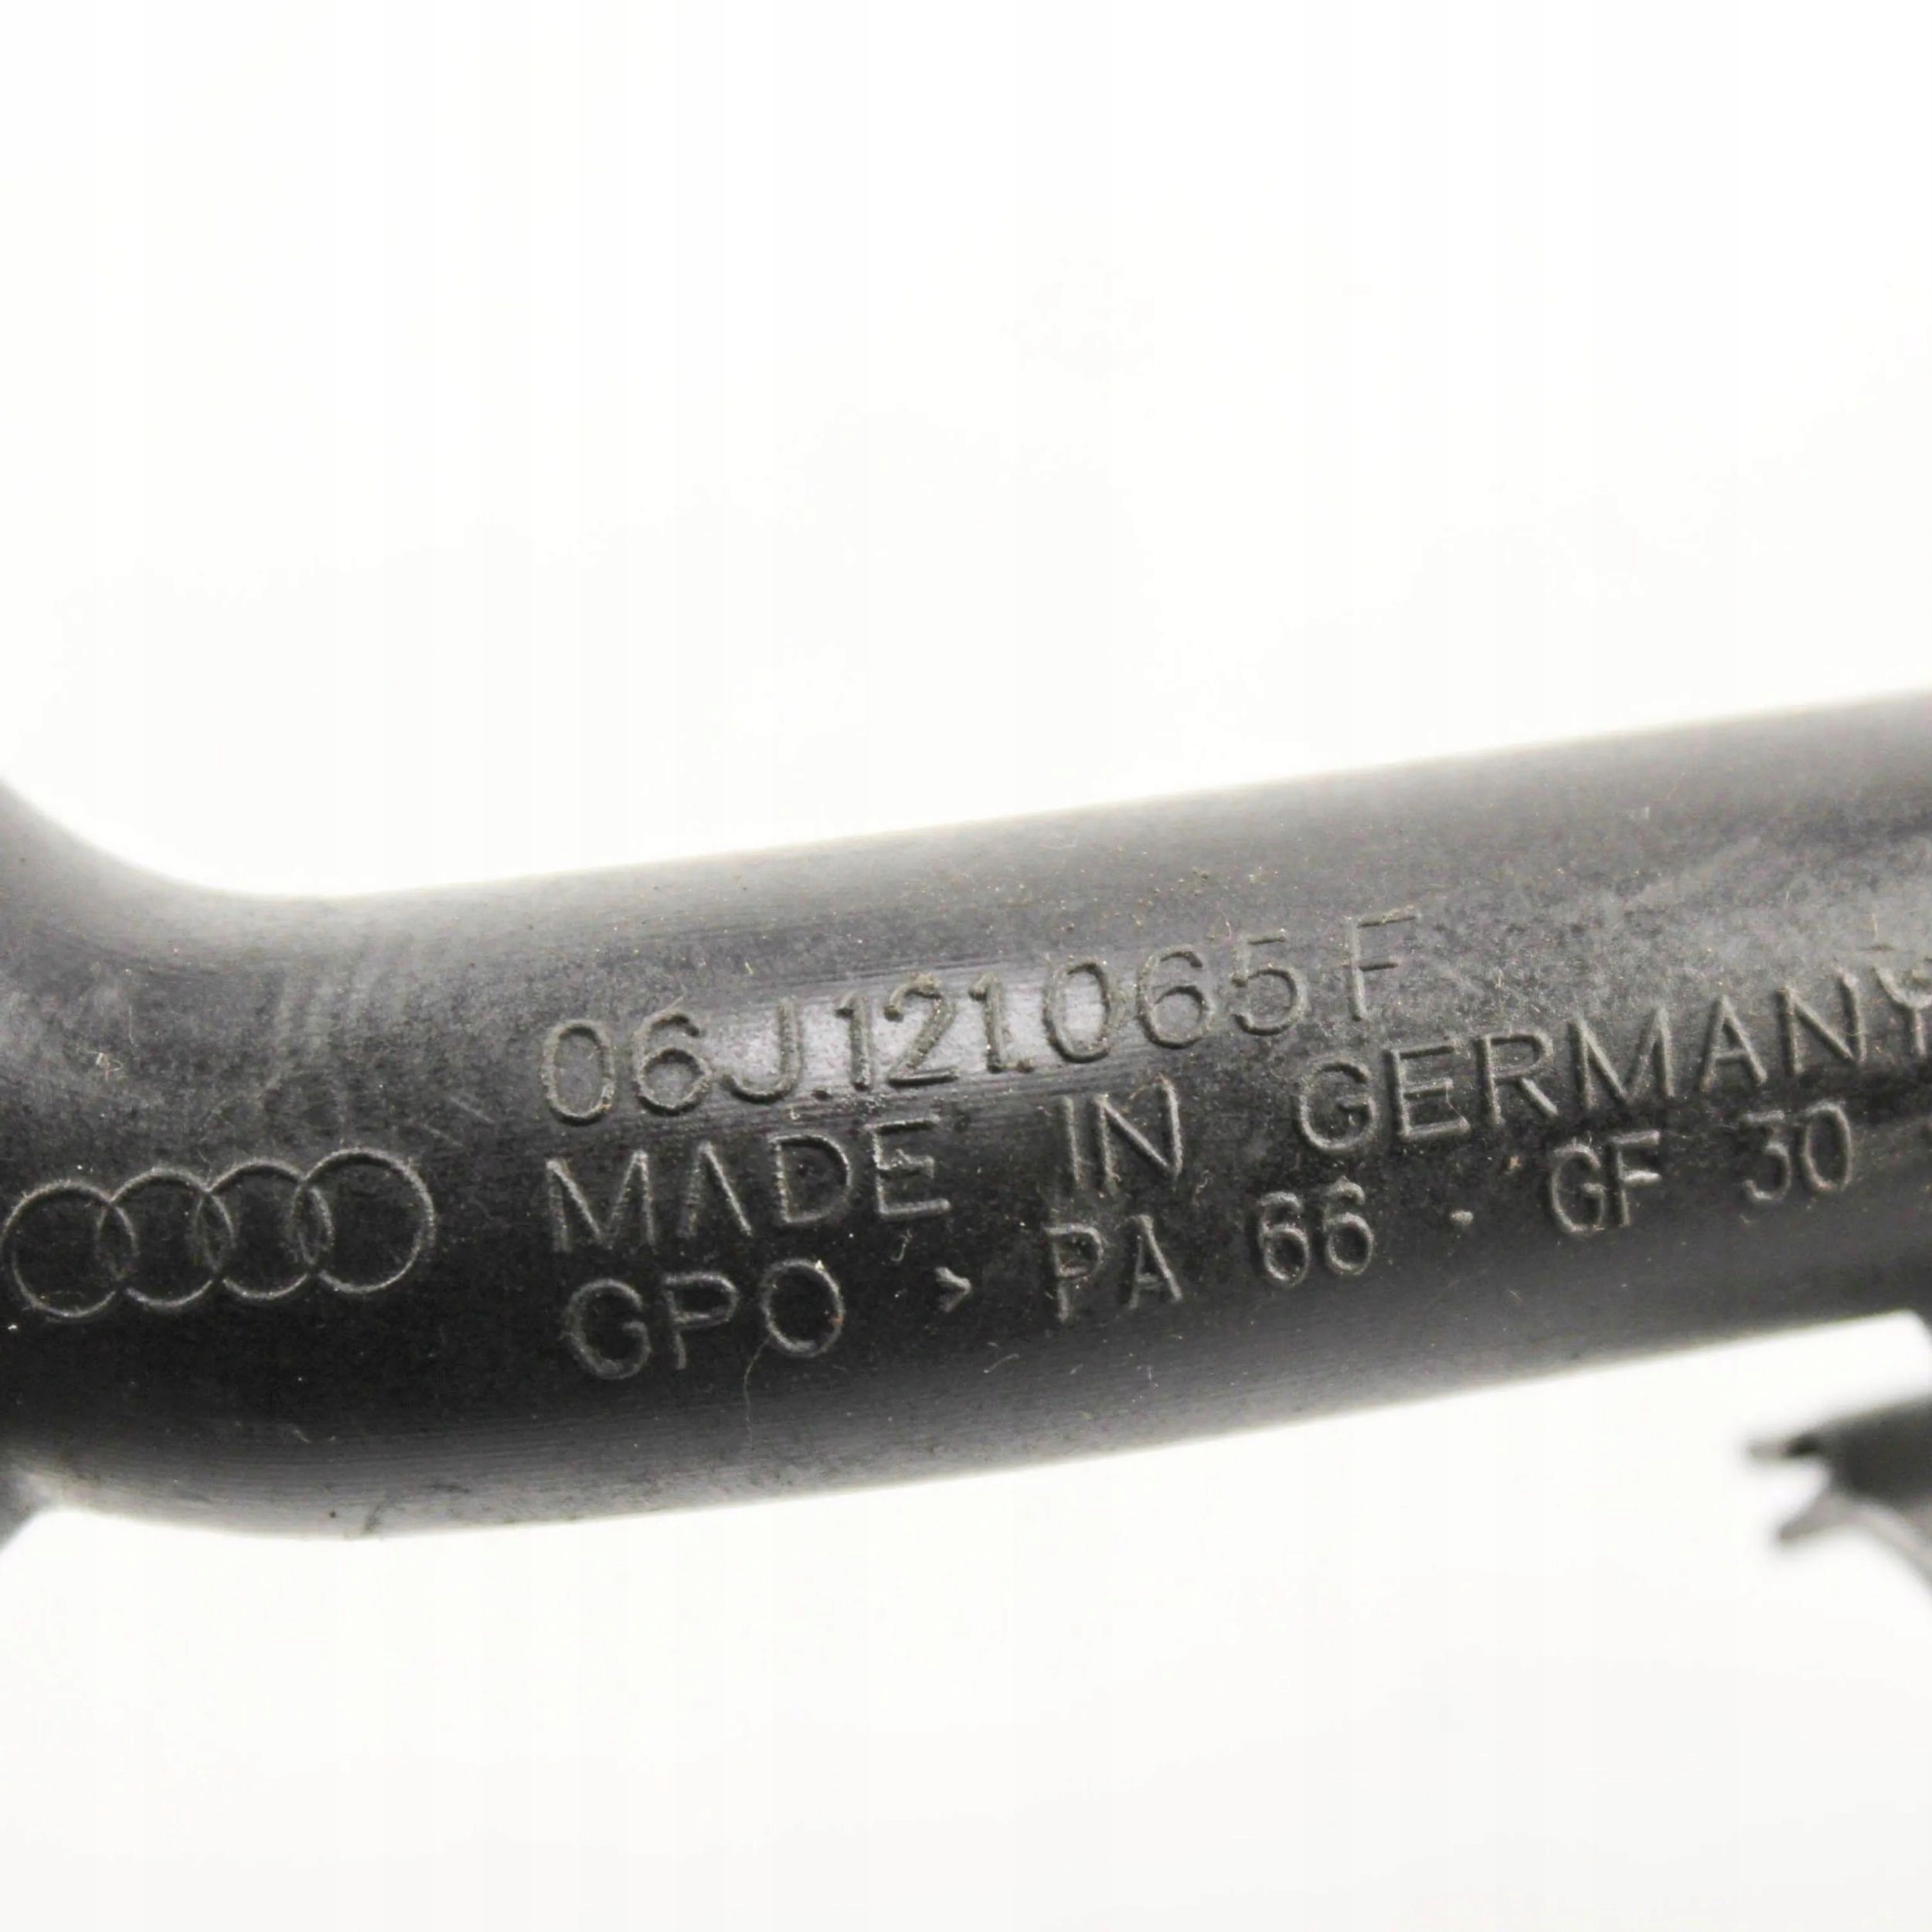 06J.121.065 F
MADE IN GERMANY
GPO > PA 66 · GF 30